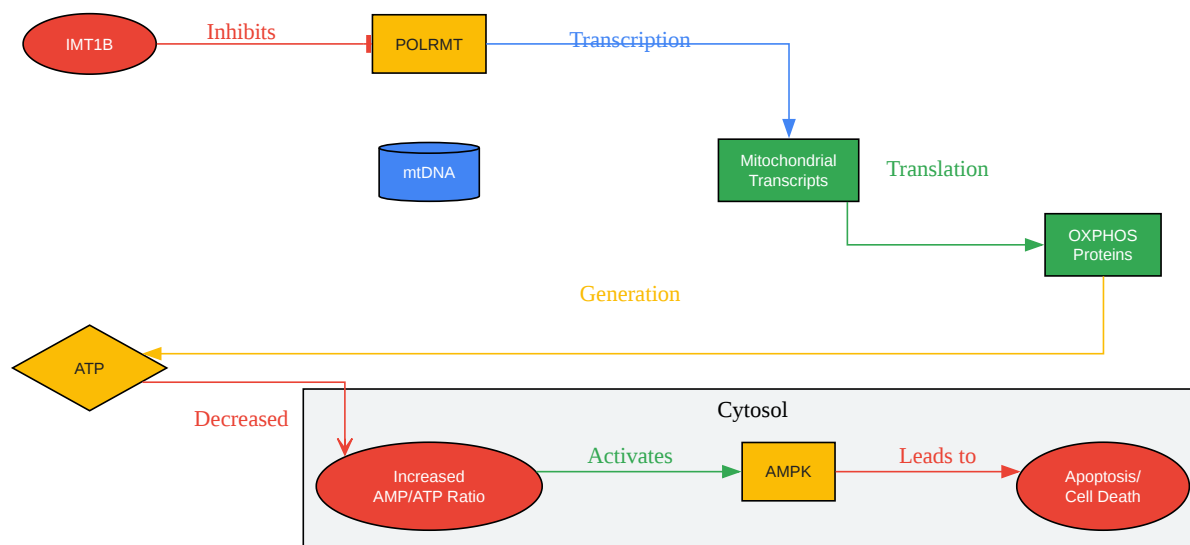 IMT1B
Inhibits
POLRMT
Transcription
mtDNA
Mitochondrial
Transcripts
Translation
OXPHOS
Proteins
Generation
ATP
Decreased
Cytosol
Increased
AMP/ATP Ratio
Activates
AMPK
Leads to
Apoptosis/
Cell Death